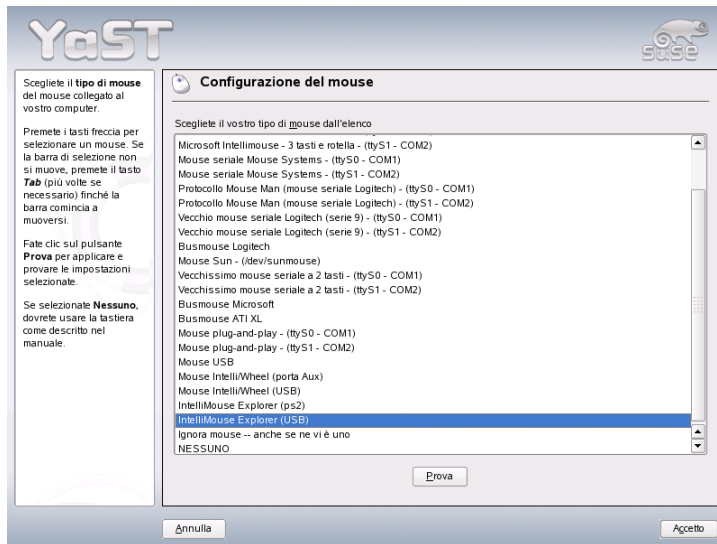 YaST
SUSE
Scegliete il tipo di mouse
del mouse collegato al
vostro computer.
Premete i tasti freccia per
selezionare un mouse. Se
la barra di selezione non
si muove, premete il tasto
Tab (più volte se
necessario) finché la
barra comincia a
muoversi.
Fate clic sul pulsante
Prova per applicare e
provare le impostazioni
selezionate.
Se selezionate Nessuno,
dovrete usare la tastiera
come descritto nel
manuale.
Configurazione del mouse
Scegliete il vostro tipo di mouse dall'elenco
Microsoft Intellimouse - 3 tasti e rotella - (ttyS1 - COM2)
Mouse seriale Mouse Systems - (ttyS0 - COM1)
Mouse seriale Mouse Systems - (ttyS1 - COM2)
Protocollo Mouse Man (mouse seriale Logitech) - (ttyS0 - COM1)
Protocollo Mouse Man (mouse seriale Logitech) - (ttyS1 - COM2)
Vecchio mouse seriale Logitech (serie 9) - (ttyS0 - COM1)
Vecchio mouse seriale Logitech (serie 9) - (ttyS1 - COM2)
Busmouse Logitech
Mouse Sun - (/dev/sunmouse)
Vecchissimo mouse seriale a 2 tasti - (ttyS0 - COM1)
Vecchissimo mouse seriale a 2 tasti - (ttyS1 - COM2)
Busmouse Microsoft
Busmouse ATI XL
Mouse plug-and-play - (ttyS0 - COM1)
Mouse plug-and-play - (ttyS1 - COM2)
Mouse USB
Mouse Intelli/Wheel (porta Aux)
Mouse Intelli/Wheel (USB)
IntelliMouse Explorer (ps2)
IntelliMouse Explorer (USB)
Ignora mouse -- anche se ne vi è uno
NESSUNO
Prova
Annulla
Accetto